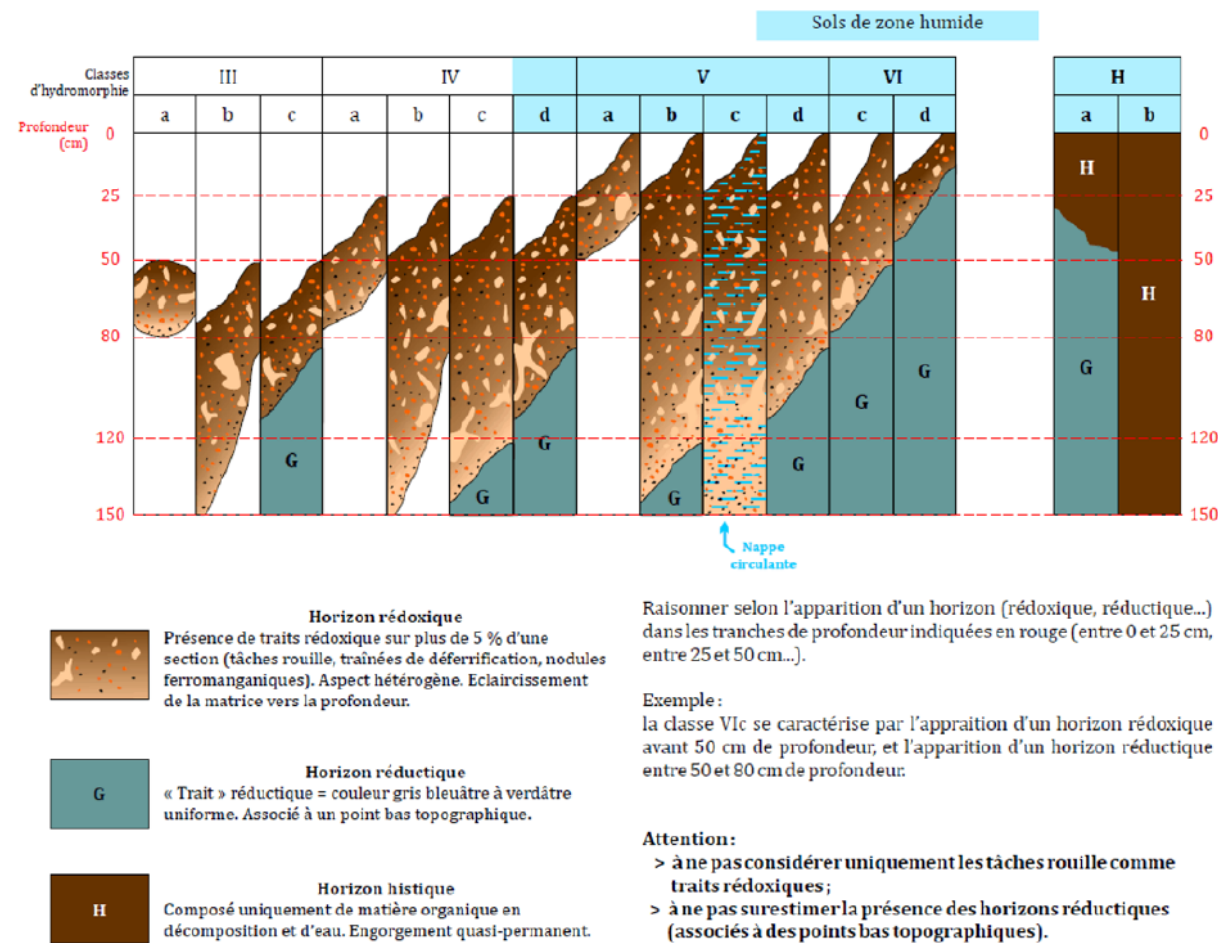 Sols de zone humide
Classes d'hydromorphie
III IV V VI H
a b c a b c d a b c d c d a b
Profondeur (cm)
0 0
25 25
50 50
80 80
120 120
150 150
H
H
G G G G G G G G
Nappe
circulante
Horizon rédoxique
Présence de traits rédoxique sur plus de 5 % d'une
section (tâches rouille, traînées de déferrification, nodules
ferromanganiques). Aspect hétérogène. Eclaircissement
de la matrice vers la profondeur.
G
Horizon réductique
« Trait » réductique = couleur gris bleuâtre à verdâtre
uniforme. Associé à un point bas topographique.
H
Horizon histique
Composé uniquement de matière organique en
décomposition et d'eau. Engorgement quasi-permanent.
Raisonner selon l'apparition d'un horizon (rédoxique, réductique...)
dans les tranches de profondeur indiquées en rouge (entre 0 et 25 cm,
entre 25 et 50 cm...).
Exemple :
la classe VIc se caractérise par l'appraition d'un horizon rédoxique
avant 50 cm de profondeur, et l'apparition d'un horizon réductique
entre 50 et 80 cm de profondeur.
Attention :
> à ne pas considérer uniquement les tâches rouille comme
traits rédoxiques ;
> à ne pas surestimer la présence des horizons réductiques
(associés à des points bas topographiques).